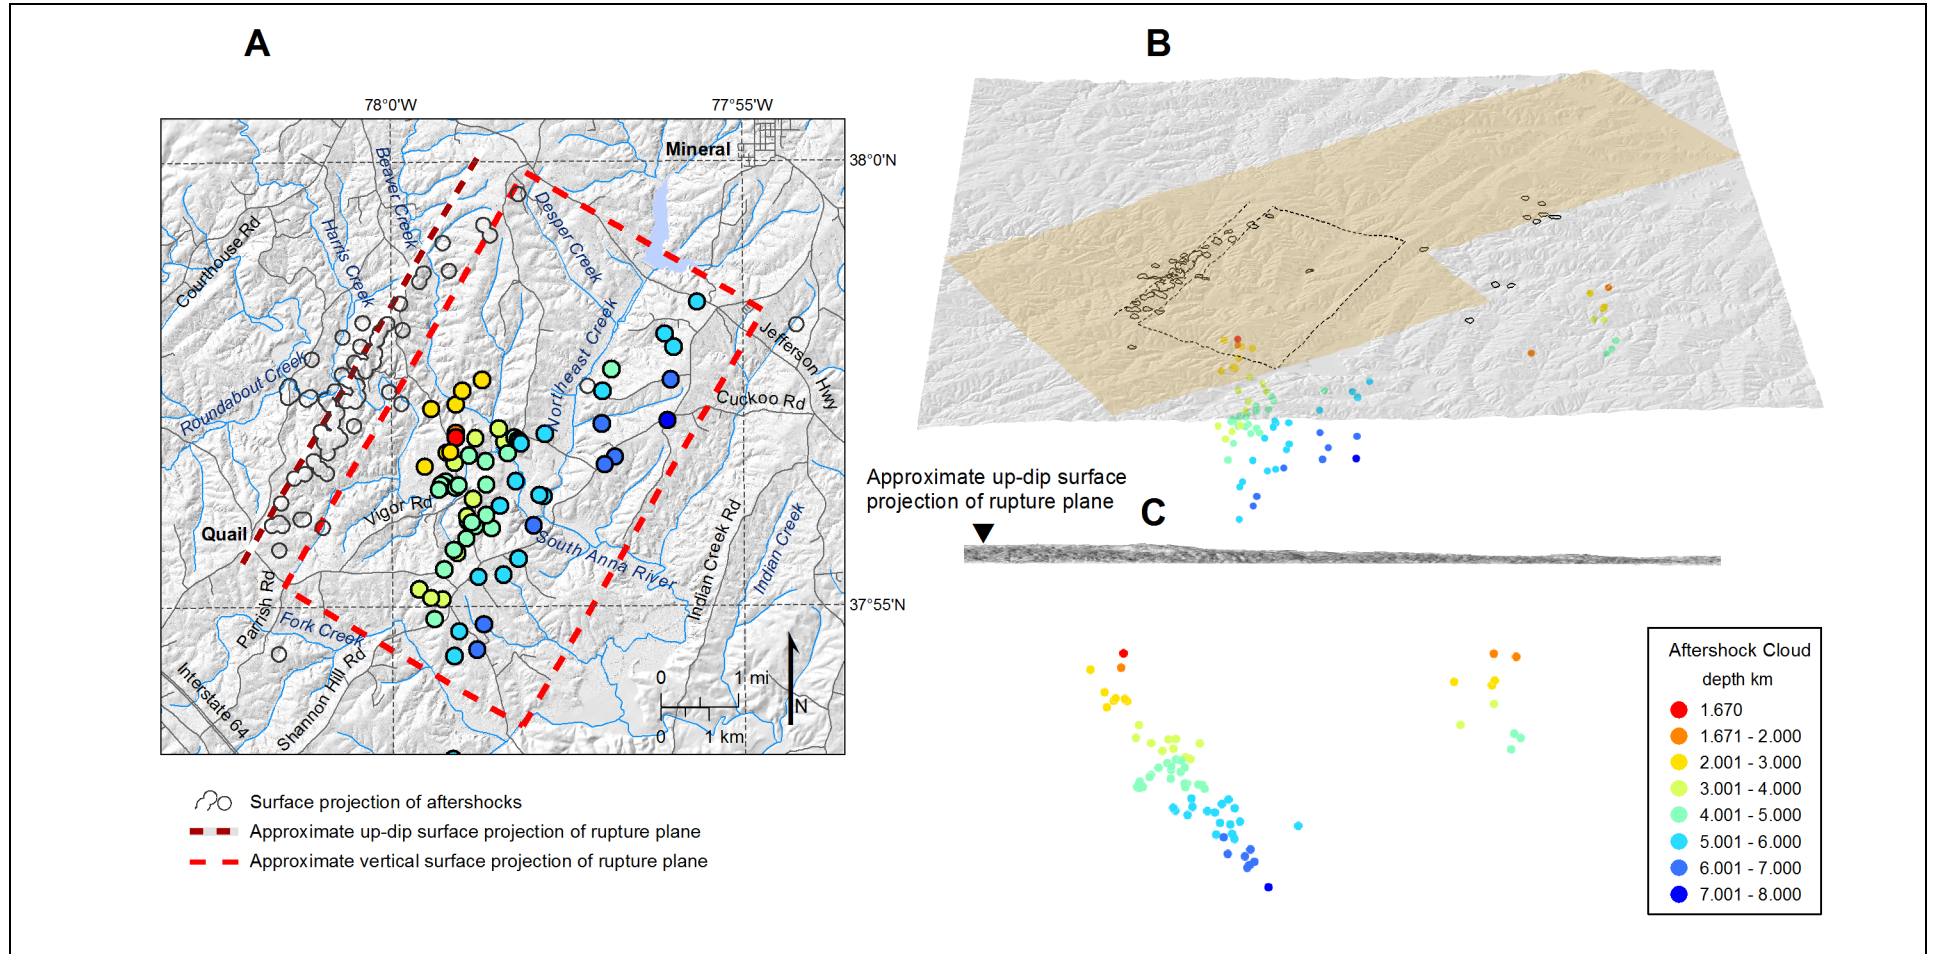 A
B
78°0'W
77°55'W
Mineral
38°0'N
Beaver Creek
Desper Creek
Harris Creek
Courthouse Rd
Northeast Creek
Jefferson Hwy
Roundabout Creek
Cuckoo Rd
Vigor Rd
Quail
South Anna River
Indian Creek Rd
Indian Creek
37°55'N
Parrish Rd
Fork Creek
Shannon Hill Rd
Interstate 64
0
1 mi
N
0
1 km
Surface projection of aftershocks
Approximate up-dip surface projection of rupture plane
Approximate vertical surface projection of rupture plane
Approximate up-dip surface
projection of rupture plane
C
Aftershock Cloud
depth km
1.670
1.671 - 2.000
2.001 - 3.000
3.001 - 4.000
4.001 - 5.000
5.001 - 6.000
6.001 - 7.000
7.001 - 8.000